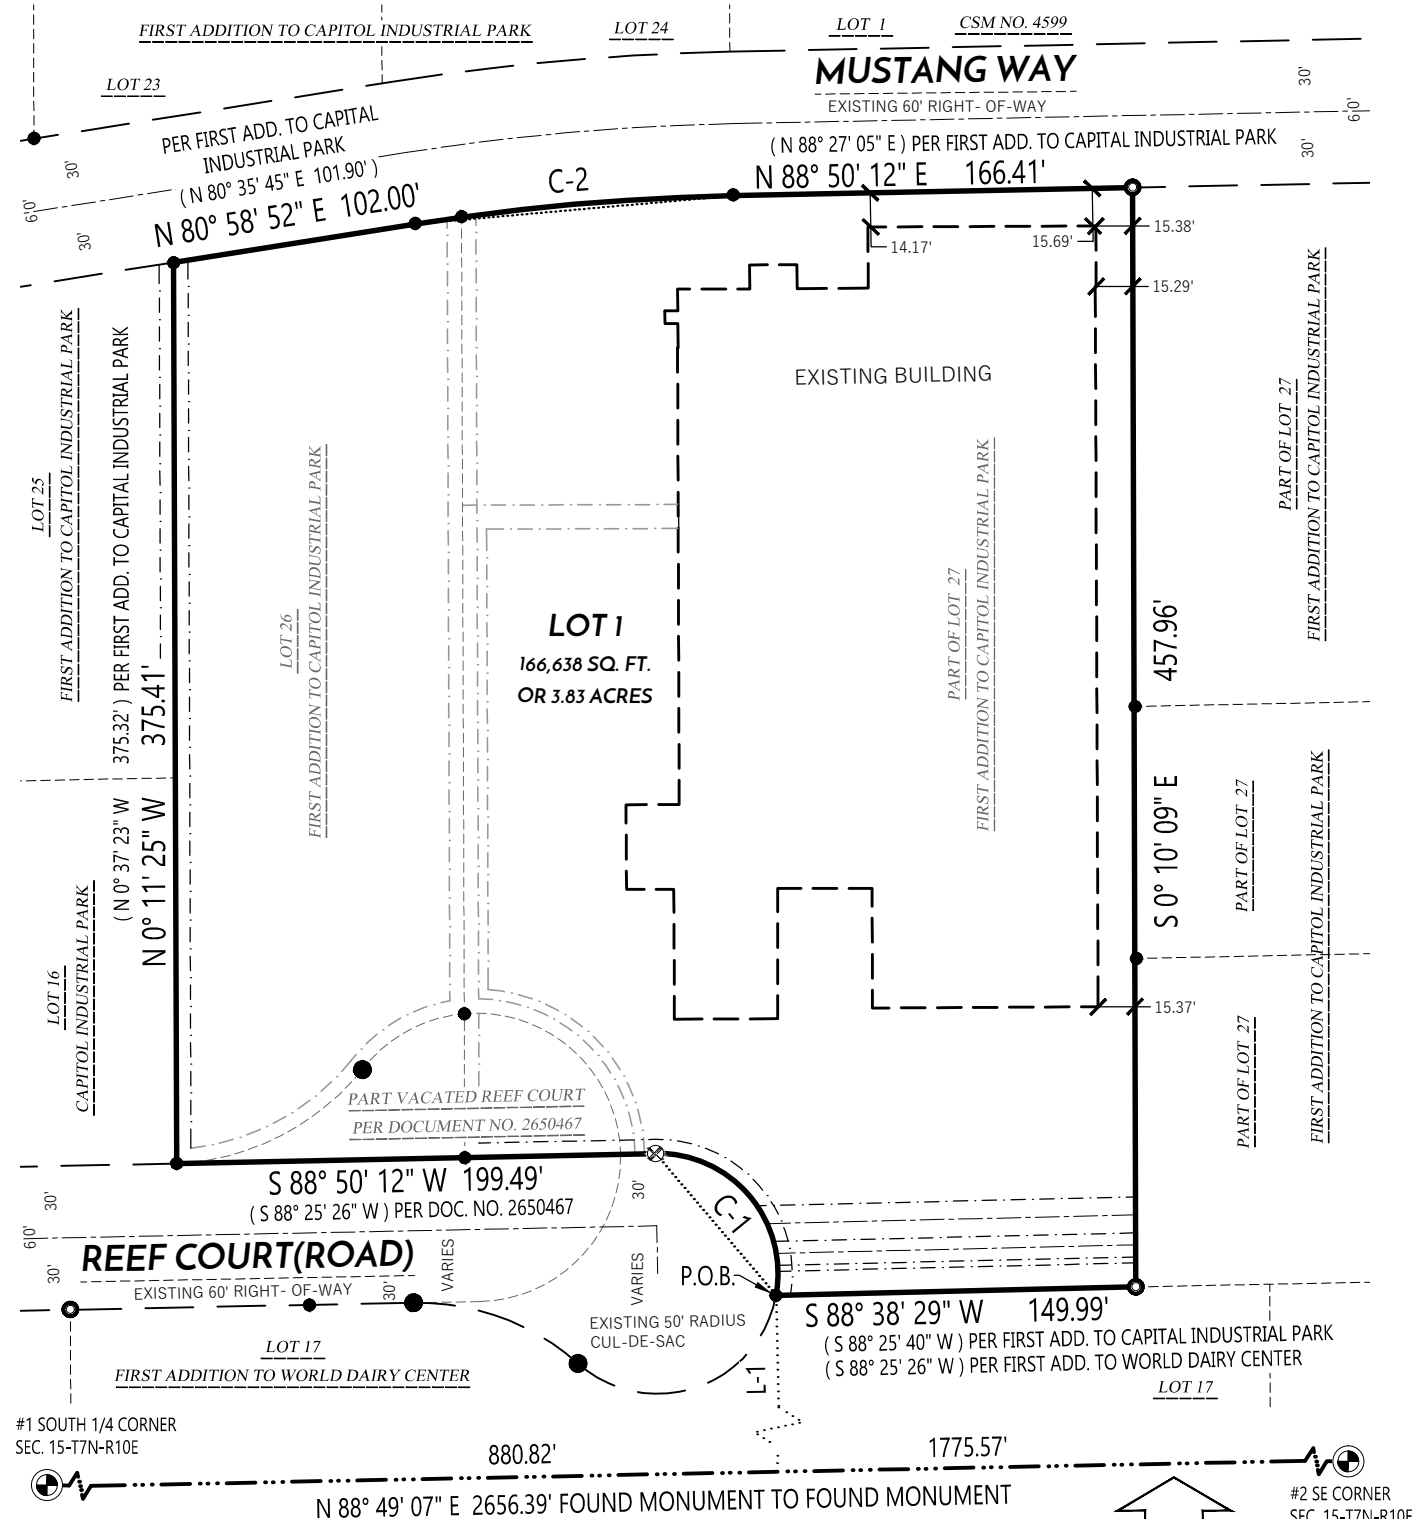 FIRST ADDITION TO CAPITOL INDUSTRIAL PARK
LOT 24
LOT 1
CSM NO. 4599
LOT 23
MUSTANG WAY
EXISTING 60' RIGHT- OF-WAY
30'
60'
30'
PER FIRST ADD. TO CAPITAL
INDUSTRIAL PARK
( N 80° 35' 45" E 101.90' )
N 80° 58' 52" E 102.00'
30'
60'
30'
C-2
( N 88° 27' 05" E ) PER FIRST ADD. TO CAPITAL INDUSTRIAL PARK
N 88° 50' 12" E 166.41'
14.17'
15.69'
15.38'
15.29'
EXISTING BUILDING
LOT 25
FIRST ADDITION TO CAPITOL INDUSTRIAL PARK
( N 0° 37' 23" W 375.32' ) PER FIRST ADD. TO CAPITAL INDUSTRIAL PARK
N 0° 11' 25" W 375.41'
LOT 26
FIRST ADDITION TO CAPITOL INDUSTRIAL PARK
LOT 1
166,638 SQ. FT.
OR 3.83 ACRES
PART OF LOT 27
FIRST ADDITION TO CAPITOL INDUSTRIAL PARK
PART OF LOT 27
FIRST ADDITION TO CAPITOL INDUSTRIAL PARK
S 0° 10' 09" E 457.96'
PART OF LOT 27
PART OF LOT 27
FIRST ADDITION TO CAPITOL INDUSTRIAL PARK
LOT 16
CAPITOL INDUSTRIAL PARK
15.37'
PART VACATED REEF COURT
PER DOCUMENT NO. 2650467
S 88° 50' 12" W 199.49'
( S 88° 25' 26" W ) PER DOC. NO. 2650467
30'
C-1
30'
60'
30'
REEF COURT(ROAD)
EXISTING 60' RIGHT- OF-WAY
30'
VARIES
VARIES
P.O.B.
EXISTING 50' RADIUS
CUL-DE-SAC
L-1
S 88° 38' 29" W 149.99'
( S 88° 25' 40" W ) PER FIRST ADD. TO CAPITAL INDUSTRIAL PARK
( S 88° 25' 26" W ) PER FIRST ADD. TO WORLD DAIRY CENTER
LOT 17
LOT 17
FIRST ADDITION TO WORLD DAIRY CENTER
#1 SOUTH 1/4 CORNER
SEC. 15-T7N-R10E
880.82'
1775.57'
N 88° 49' 07" E 2656.39' FOUND MONUMENT TO FOUND MONUMENT
#2 SE CORNER
SEC. 15-T7N-R10E